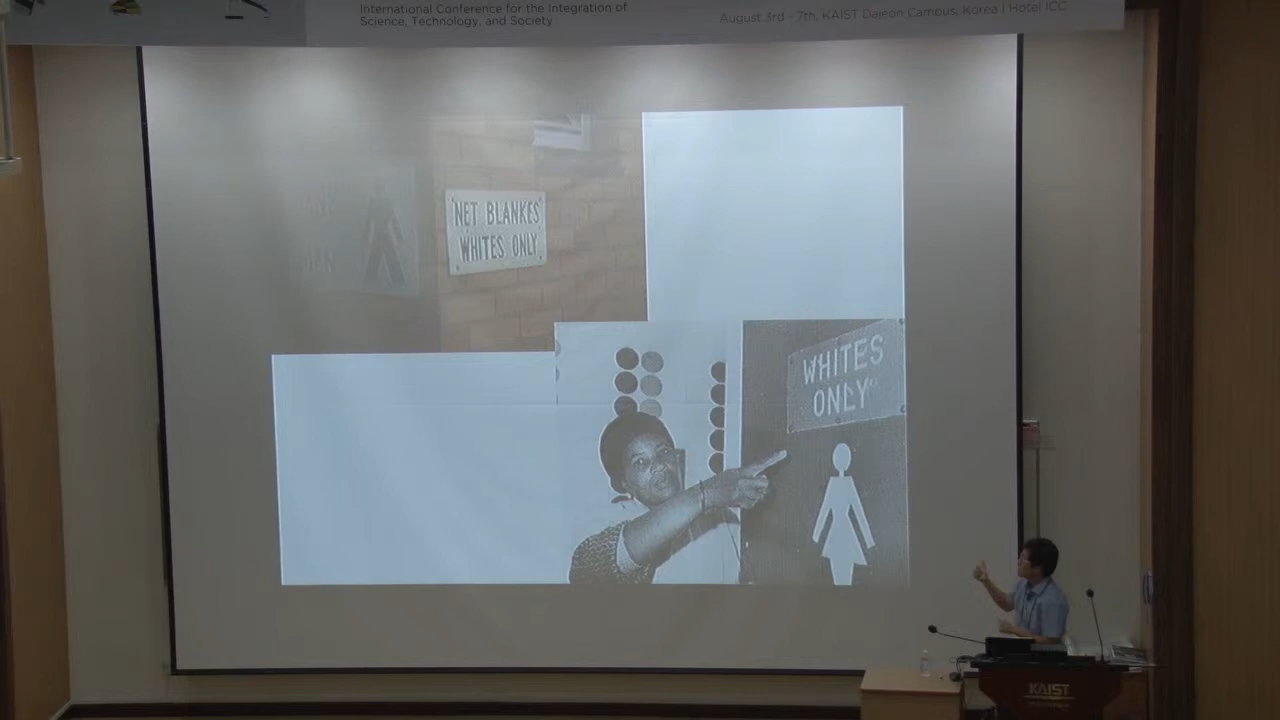 International Conference for the Integration of
Science, Technology, and Society
August 3rd - 7th, KAIST Daejeon Campus, Korea | Hotel ICC
NET BLANKES
WHITES ONLY
WHITES
ONLY
KAIST